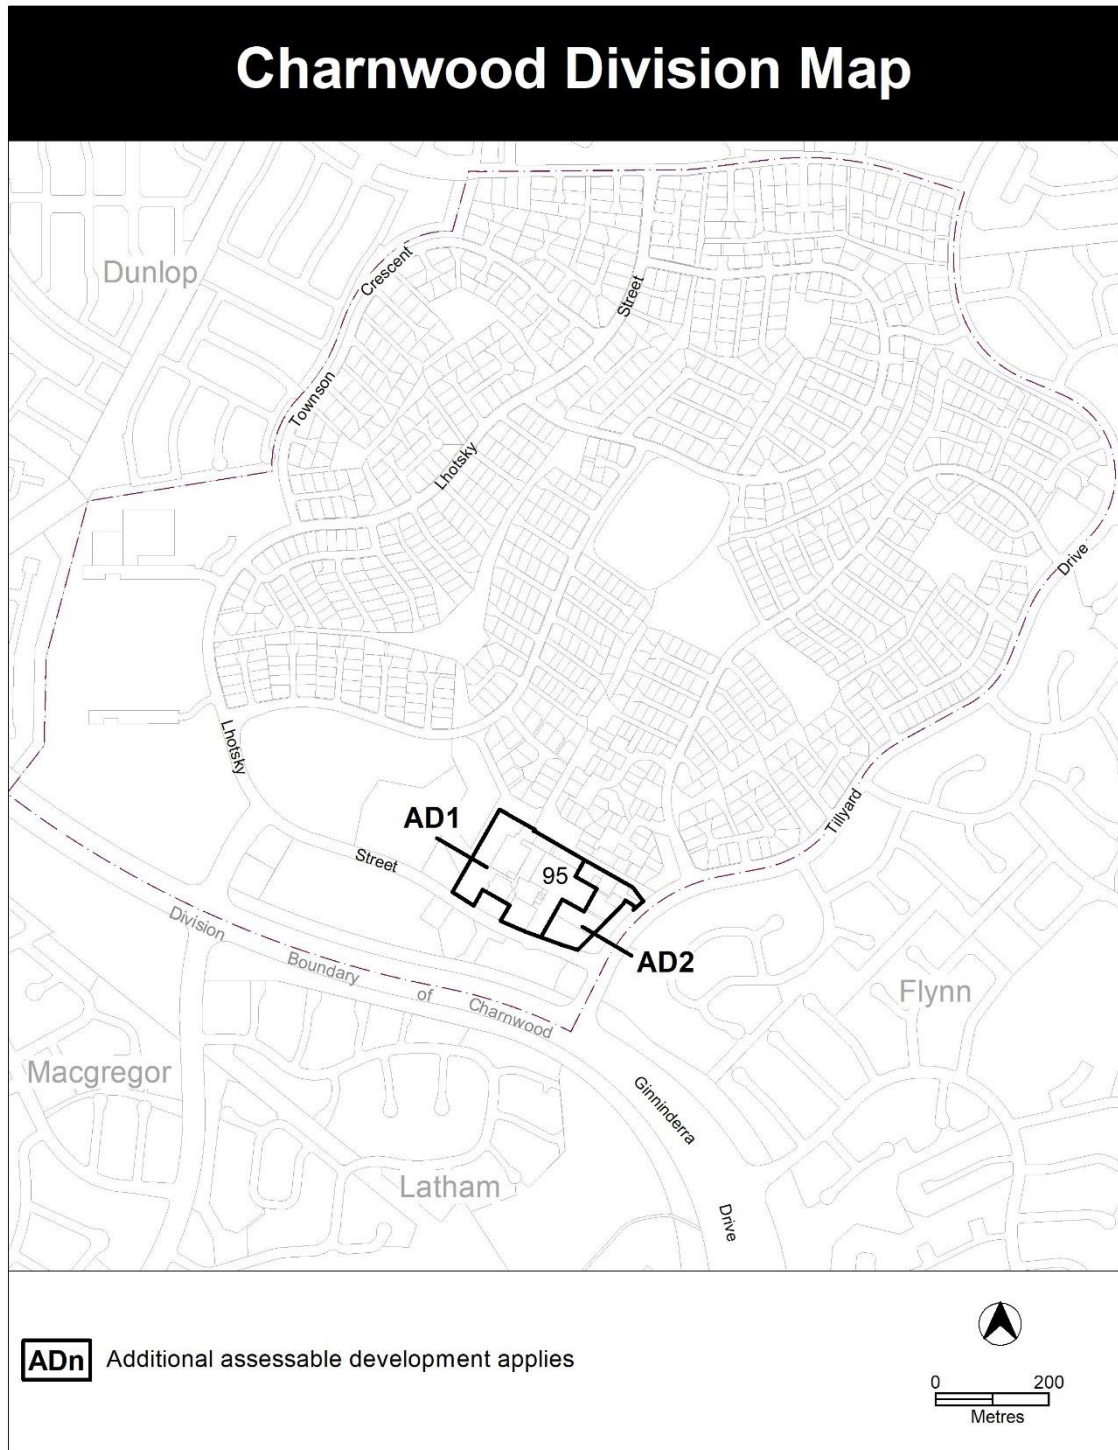 Charnwood Division Map
Dunlop
Crescent
Street
Townson
Lhotsky
Drive
Lhotsky
Tillyard
AD1
Street
95
AD2
Division Boundary of Charnwood
Flynn
Macgregor
Ginninderra
Latham
Drive
ADn Additional assessable development applies
0 200
Metres